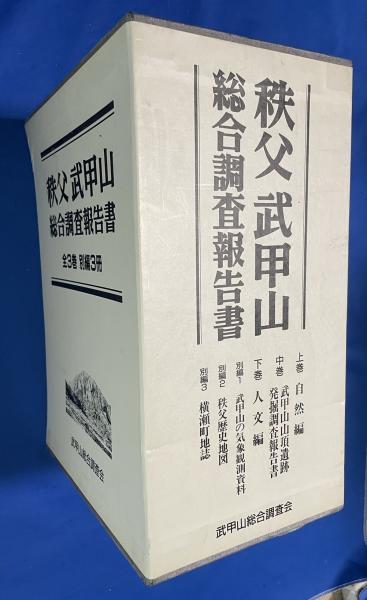 秩父 武甲山
総合調査報告書
全3巻 別編3冊
武甲山総合調査会
秩父 武甲山
総合調査報告書
上巻 自然編
中巻 武甲山山頂遺跡
発掘調査報告書
下巻 人文編
別編1 武甲山の気象観測資料
別編2 秩父歴史地図
別編3 横瀬町地誌
武甲山総合調査会